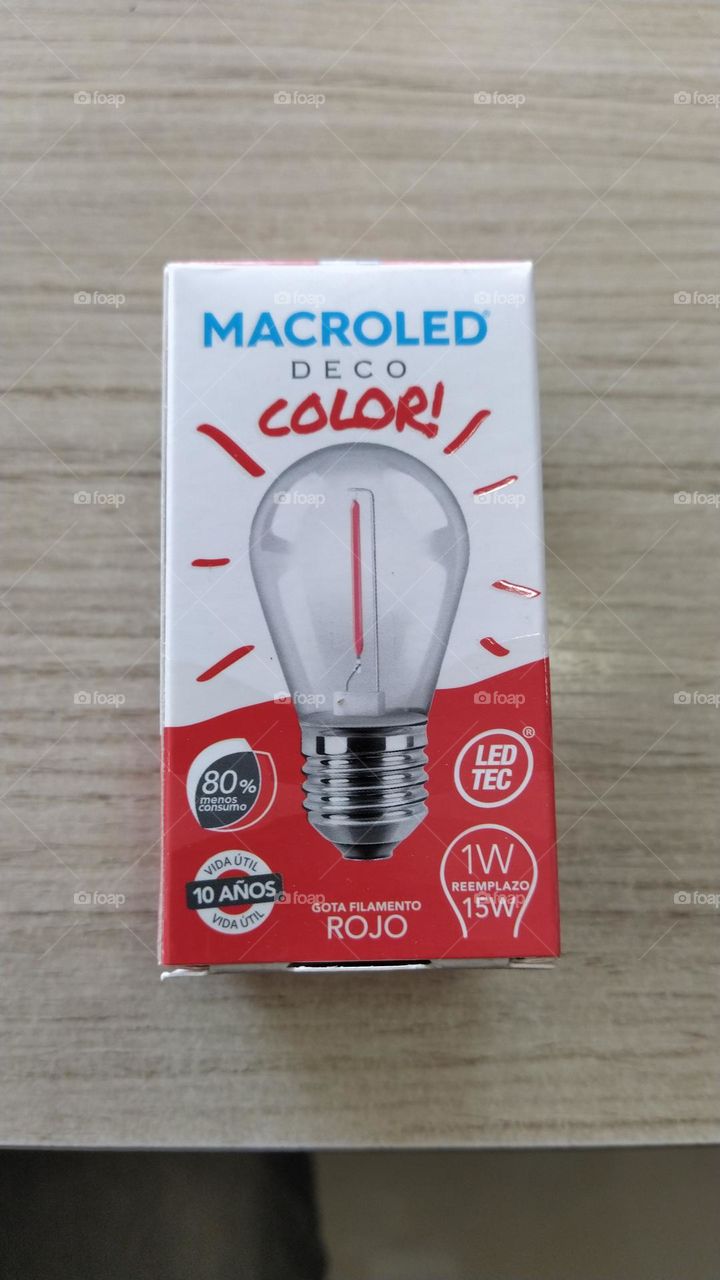 MACROLED®
DECO
COLOR!
80%
menos
consumo
LED
TEC
®
VIDA ÚTIL
10 AÑOS
VIDA ÚTIL
GOTA FILAMENTO
ROJO
1W
REEMPLAZO
15W
foap